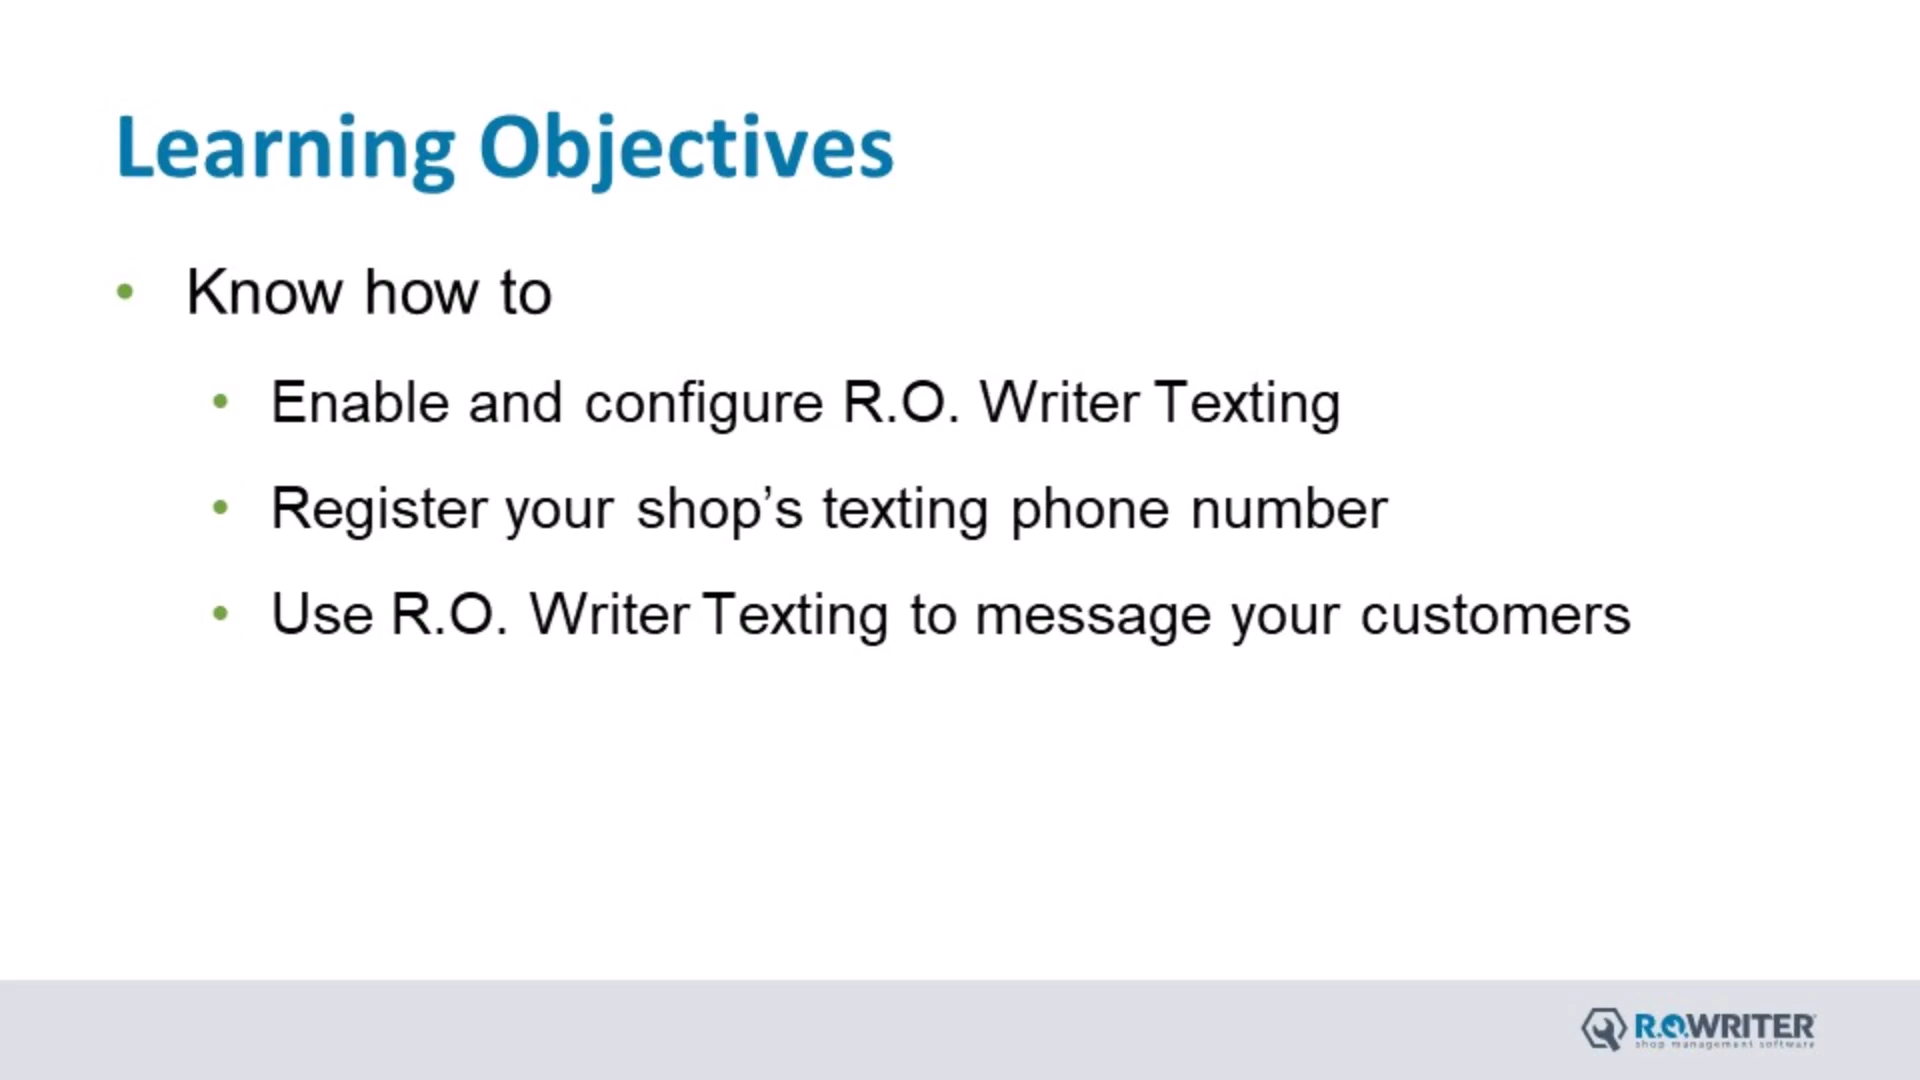 Learning Objectives
• Know how to
• Enable and configure R.O. Writer Texting
• Register your shop’s texting phone number
• Use R.O. Writer Texting to message your customers
R.O.WRITER
shop management software